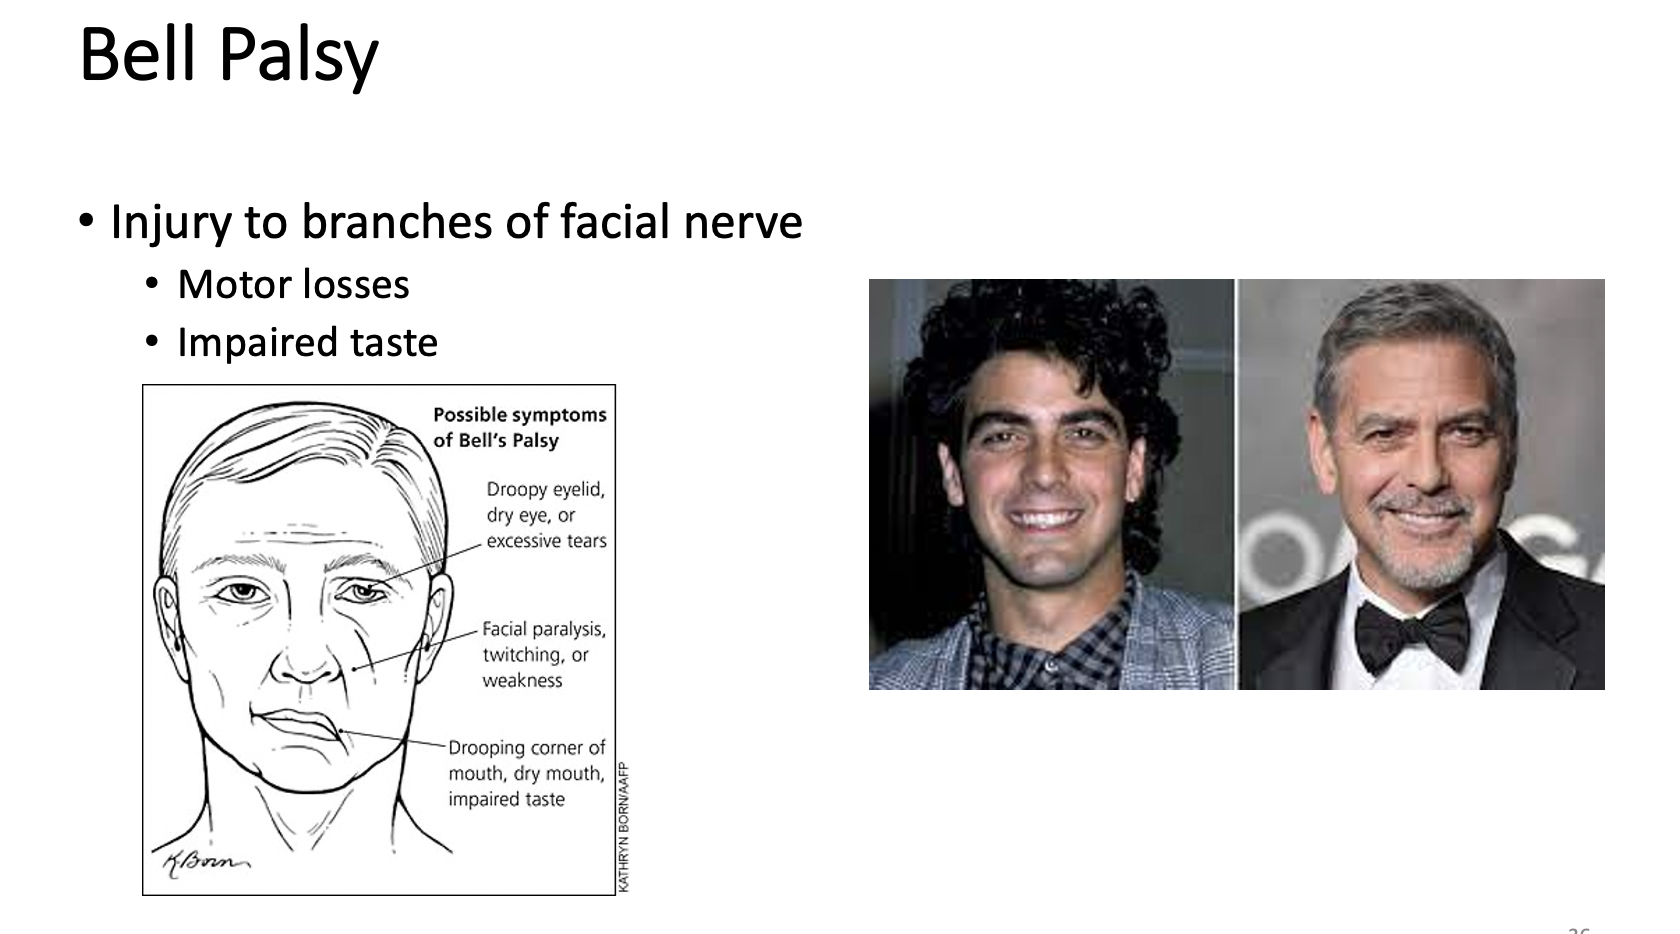 Bell Palsy
• Injury to branches of facial nerve
• Motor losses
• Impaired taste
Possible symptoms
of Bell's Palsy
Droopy eyelid,
dry eye, or
excessive tears
Facial paralysis,
twitching, or
weakness
Drooping corner of
mouth, dry mouth,
impaired taste
K.Born
KATHRYN BORN/AAFP